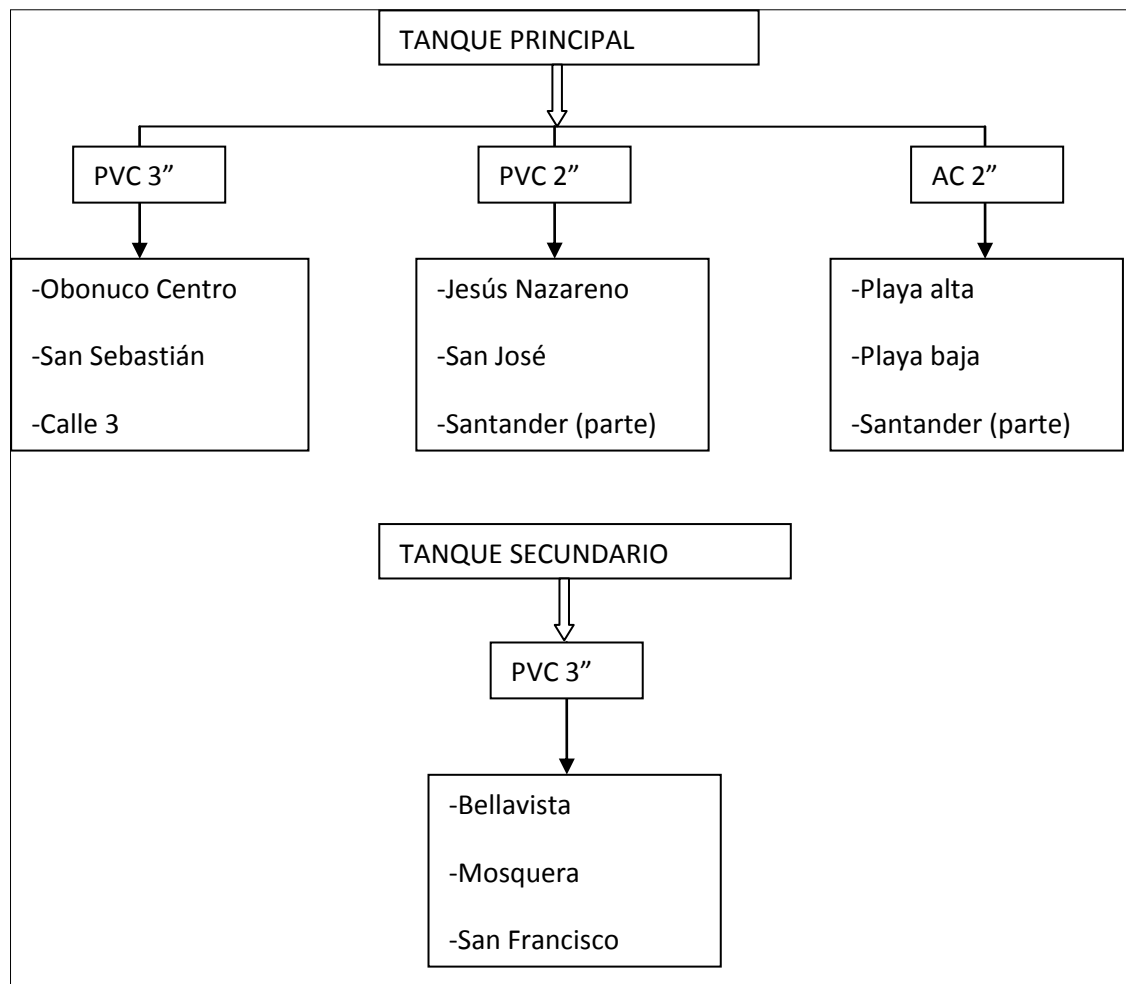 TANQUE PRINCIPAL
PVC 3”
PVC 2”
AC 2”
-Obonuco Centro
-San Sebastián
-Calle 3
-Jesús Nazareno
-San José
-Santander (parte)
-Playa alta
-Playa baja
-Santander (parte)
TANQUE SECUNDARIO
PVC 3”
-Bellavista
-Mosquera
-San Francisco